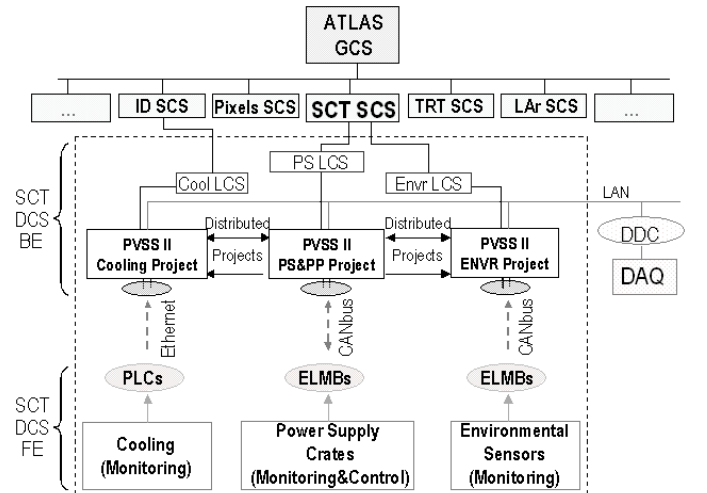 ATLAS
GCS
...
ID SCS
Pixels SCS
SCT SCS
TRT SCS
LAr SCS
...
PS LCS
Cool LCS
Envr LCS
SCT
DCS
BE
LAN
Distributed
Projects
Distributed
Projects
PVSS II
Cooling Project
PVSS II
PS&PP Project
PVSS II
ENVR Project
DDC
DAQ
Ethernet
CANbus
CANbus
PLCs
ELMBs
ELMBs
SCT
DCS
FE
Cooling
(Monitoring)
Power Supply
Crates
(Monitoring&Control)
Environmental
Sensors
(Monitoring)